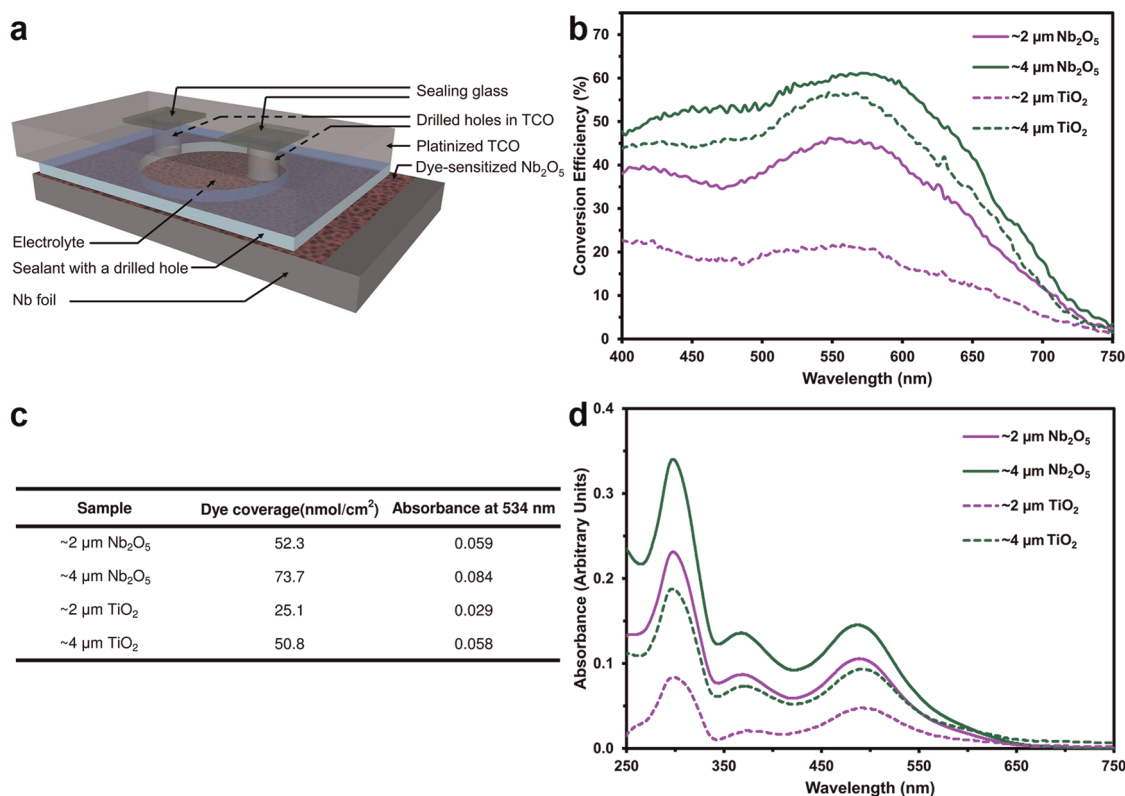 a
Sealing glass
Drilled holes in TCO
Platinized TCO
Dye-sensitized Nb₂O₅
Electrolyte
Sealant with a drilled hole
Nb foil
b
Conversion Efficiency (%)
70
60
50
40
30
20
10
0
400 450 500 550 600 650 700 750
Wavelength (nm)
~2 µm Nb₂O₅
~4 µm Nb₂O₅
~2 µm TiO₂
~4 µm TiO₂
c
Sample Dye coverage(nmol/cm²) Absorbance at 534 nm
~2 µm Nb₂O₅ 52.3 0.059
~4 µm Nb₂O₅ 73.7 0.084
~2 µm TiO₂ 25.1 0.029
~4 µm TiO₂ 50.8 0.058
d
Absorbance (Arbitrary Units)
0.4
0.3
0.2
0.1
0.0
250 350 450 550 650 750
Wavelength (nm)
~2 µm Nb₂O₅
~4 µm Nb₂O₅
~2 µm TiO₂
~4 µm TiO₂